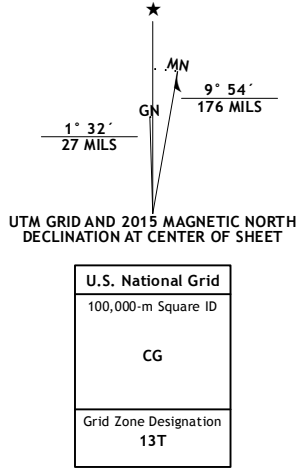 ★
MN
GN
9° 54´
176 MILS
1° 32´
27 MILS
UTM GRID AND 2015 MAGNETIC NORTH
DECLINATION AT CENTER OF SHEET
U.S. National Grid
100,000-m Square ID
CG
Grid Zone Designation
13T